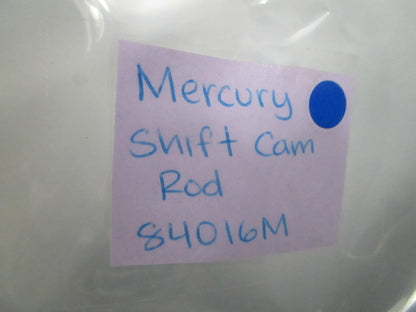 Mercury
Shift Cam
Rod
84016M